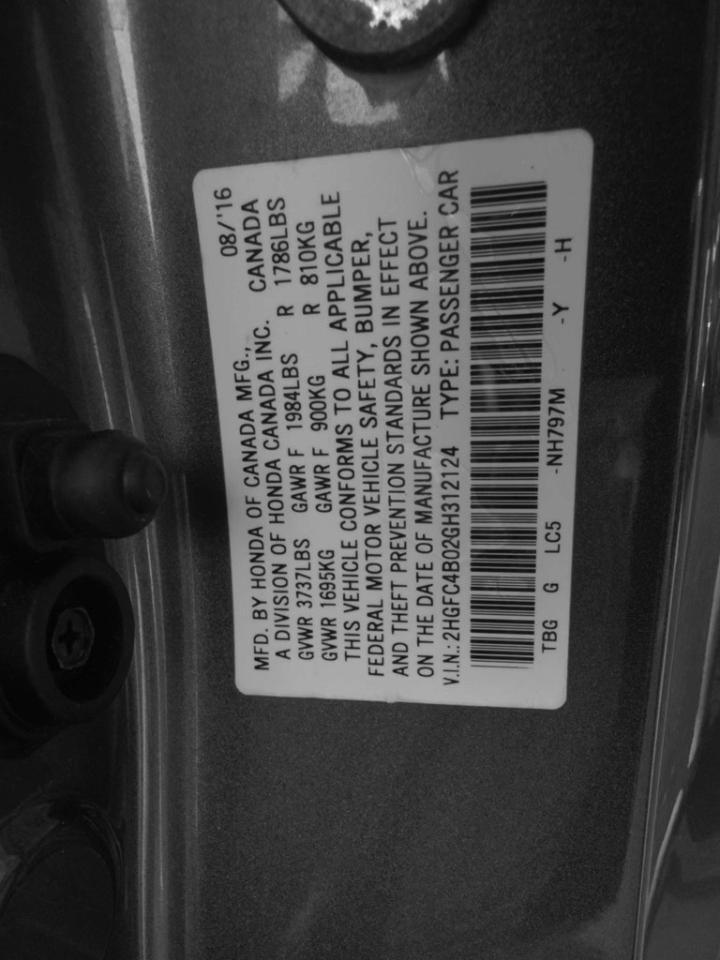 MFD. BY HONDA OF CANADA MFG., 08/'16
A DIVISION OF HONDA CANADA INC. CANADA
GVWR 3737LBS GAWR F 1984LBS R 1786LBS
GVWR 1695KG GAWR F 900KG R 810KG
THIS VEHICLE CONFORMS TO ALL APPLICABLE
FEDERAL MOTOR VEHICLE SAFETY, BUMPER,
AND THEFT PREVENTION STANDARDS IN EFFECT
ON THE DATE OF MANUFACTURE SHOWN ABOVE.
V.I.N.: 2HGFC4B02GH312124 TYPE: PASSENGER CAR
TBG G LC5 -NH797M -Y -H